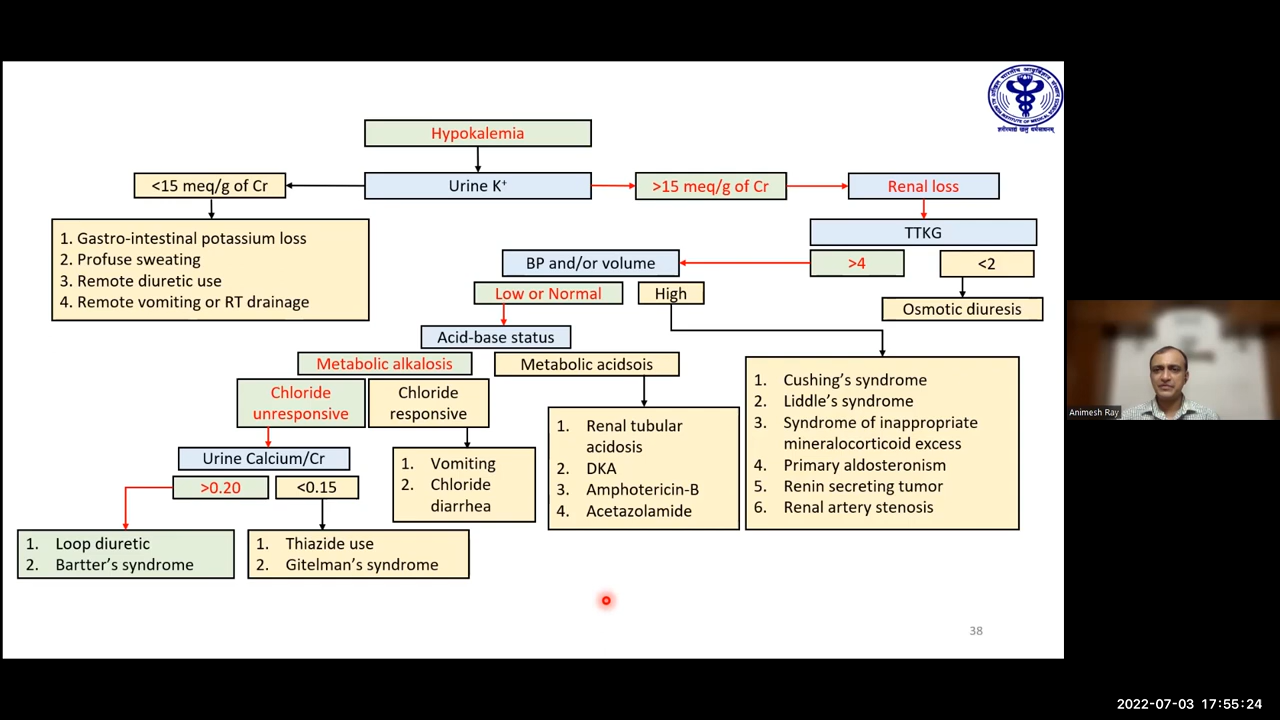 Hypokalemia
<15 meq/g of Cr
Urine K⁺
>15 meq/g of Cr
Renal loss
1. Gastro-intestinal potassium loss
2. Profuse sweating
3. Remote diuretic use
4. Remote vomiting or RT drainage
TTKG
BP and/or volume
>4
<2
Low or Normal
High
Osmotic diuresis
Acid-base status
Metabolic alkalosis
Metabolic acidsois
Chloride
unresponsive
Chloride
responsive
1. Cushing's syndrome
2. Liddle's syndrome
3. Syndrome of inappropriate
mineralocorticoid excess
4. Primary aldosteronism
5. Renin secreting tumor
6. Renal artery stenosis
1. Renal tubular
acidosis
2. DKA
3. Amphotericin-B
4. Acetazolamide
Urine Calcium/Cr
1. Vomiting
2. Chloride
diarrhea
>0.20
<0.15
1. Loop diuretic
2. Bartter's syndrome
1. Thiazide use
2. Gitelman's syndrome
38
Animesh Ray
2022-07-03 17:55:24